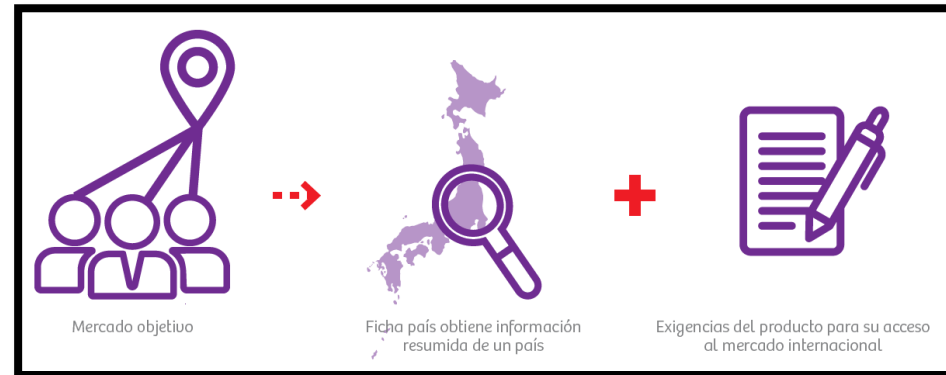 Mercado objetivo
Ficha país obtiene información
resumida de un país
Exigencias del producto para su acceso
al mercado internacional